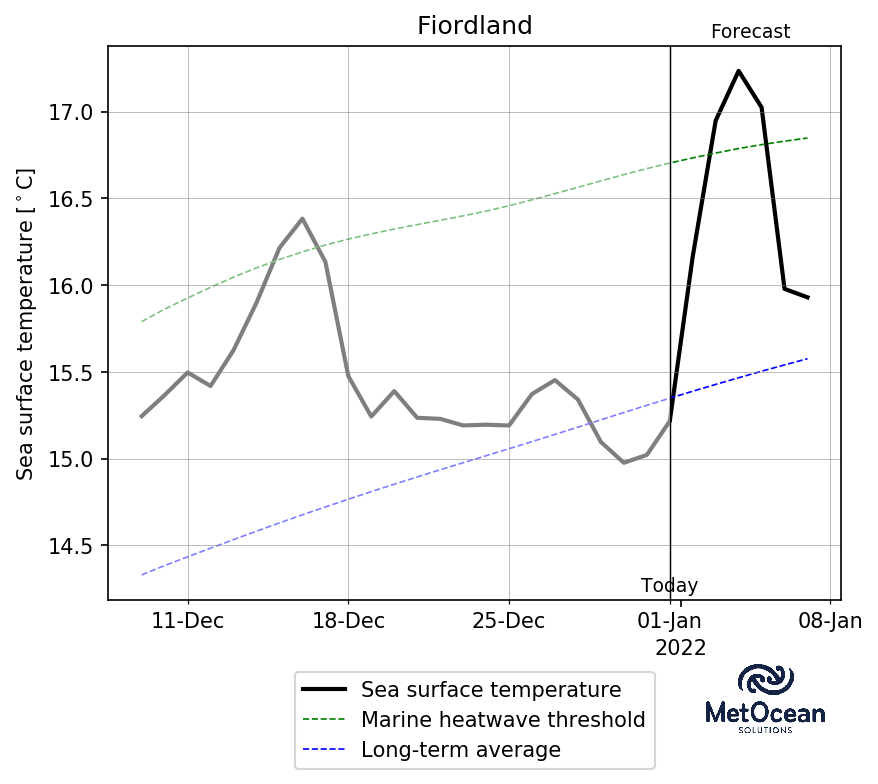 Fiordland
Forecast
Sea surface temperature [°C]
17.0
16.5
16.0
15.5
15.0
14.5
Today
11-Dec 18-Dec 25-Dec 01-Jan 08-Jan
2022
Sea surface temperature
Marine heatwave threshold
Long-term average
MetOcean
SOLUTIONS